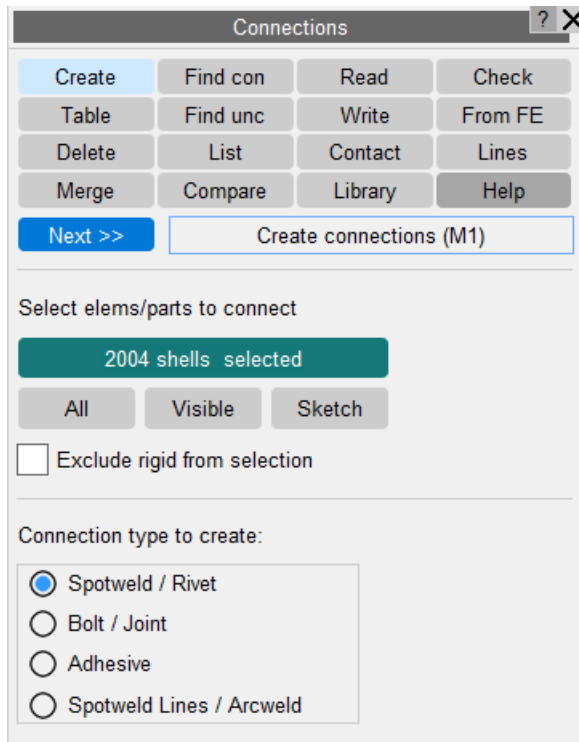 Connections ? X
Create Find con Read Check
Table Find unc Write From FE
Delete List Contact Lines
Merge Compare Library Help
Next >> Create connections (M1)
Select elems/parts to connect
2004 shells selected
All Visible Sketch
Exclude rigid from selection
Connection type to create:
Spotweld / Rivet
Bolt / Joint
Adhesive
Spotweld Lines / Arcweld